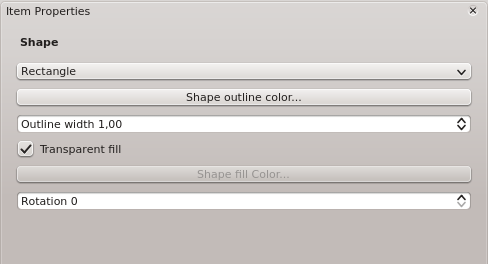 Item Properties
Shape
Rectangle
Shape outline color...
Outline width 1,00
Transparent fill
Shape fill Color...
Rotation 0